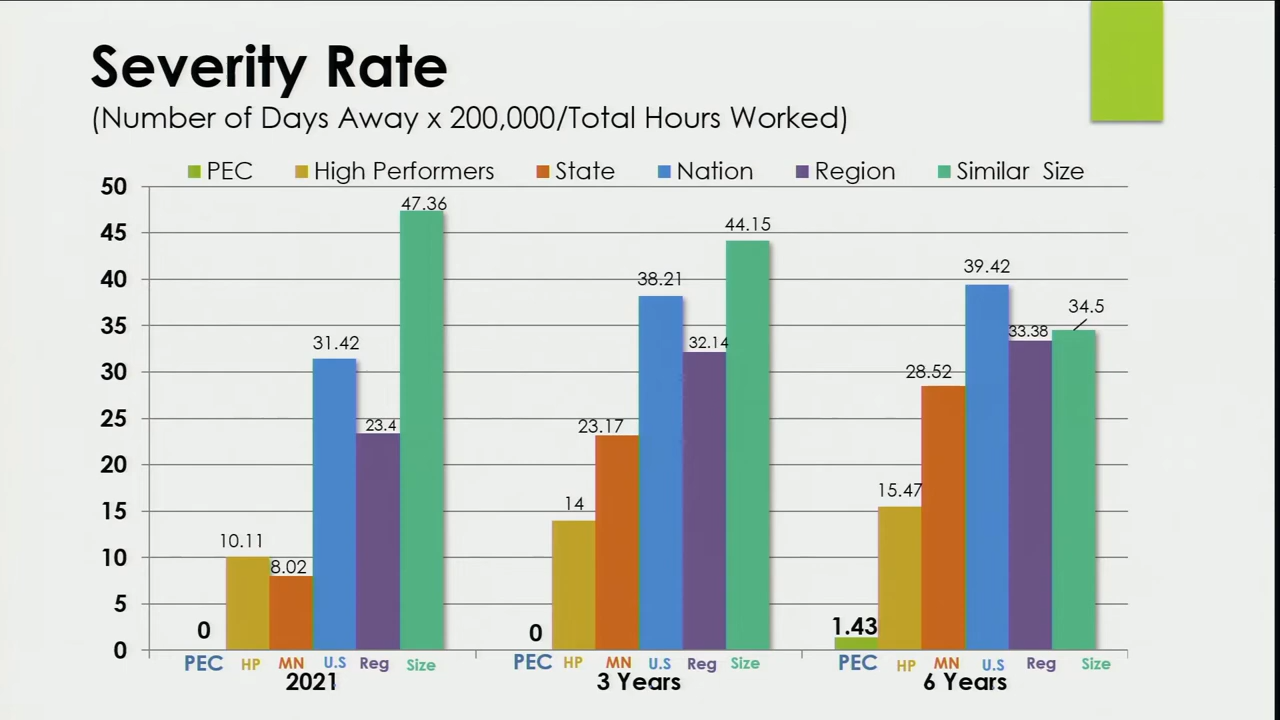 Severity Rate
(Number of Days Away x 200,000/Total Hours Worked)
PEC High Performers State Nation Region Similar Size
50
45
40
35
30
25
20
15
10
5
0
0 10.11 8.02 31.42 23.4 47.36
0 14 23.17 38.21 32.14 44.15
1.43 15.47 28.52 39.42 33.38 34.5
PEC HP MN U.S Reg Size
PEC HP MN U.S Reg Size
PEC HP MN U.S Reg Size
2021 3 Years 6 Years